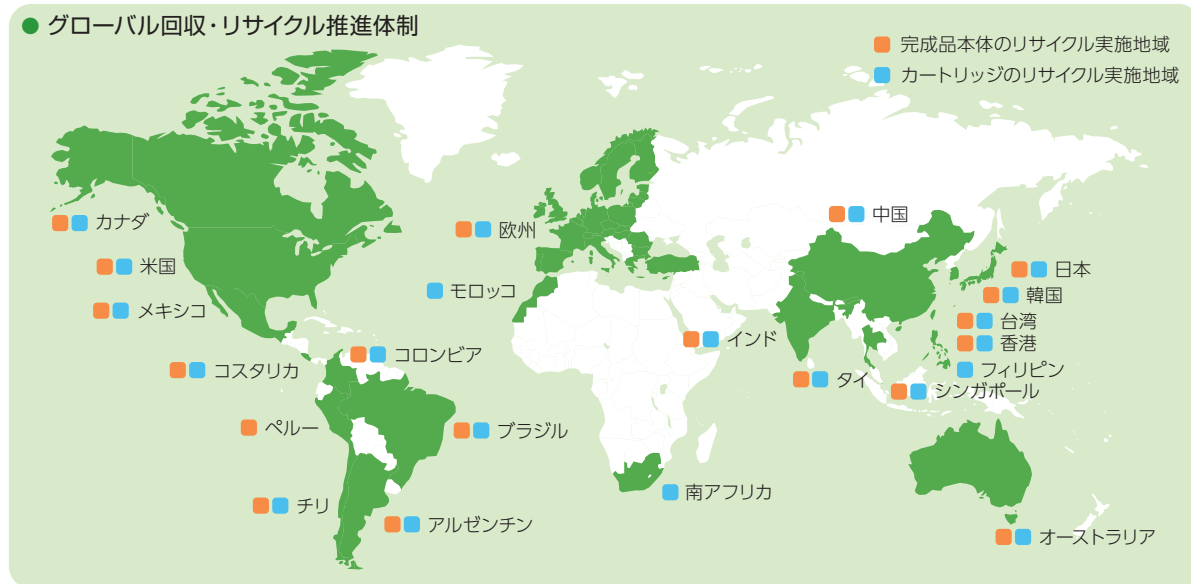 グローバル回収・リサイクル推進体制
完成品本体のリサイクル実施地域
カートリッジのリサイクル実施地域
カナダ
米国
メキシコ
コスタリカ
コロンビア
ペルー
ブラジル
チリ
アルゼンチン
欧州
モロッコ
南アフリカ
インド
中国
日本
韓国
台湾
香港
フィリピン
タイ
シンガポール
オーストラリア